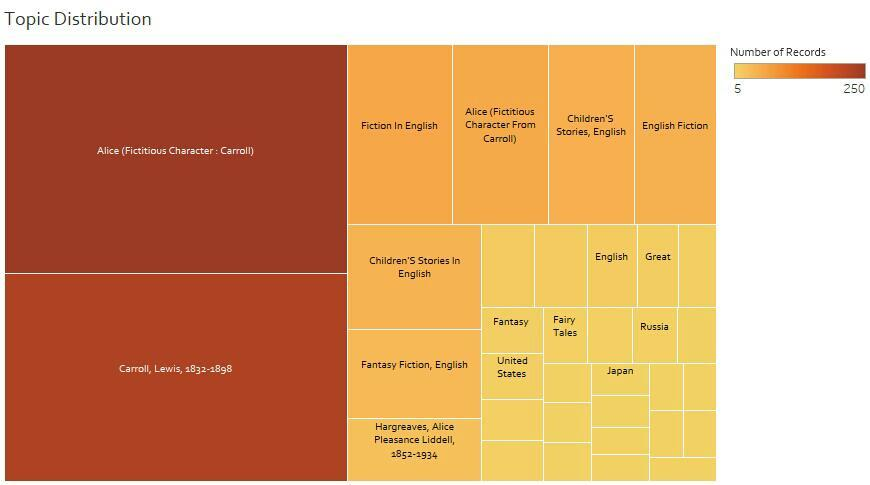 Topic Distribution
Number of Records
5 250
Alice (Fictitious Character : Carroll)
Carroll, Lewis, 1832-1898
Fiction In English
Alice (Fictitious
Character From
Carroll)
Children'S
Stories, English
English Fiction
Children'S Stories In
English
Fantasy Fiction, English
Hargreaves, Alice
Pleasance Liddell,
1852-1934
English
Great
Fantasy
Fairy
Tales
Russia
United
States
Japan